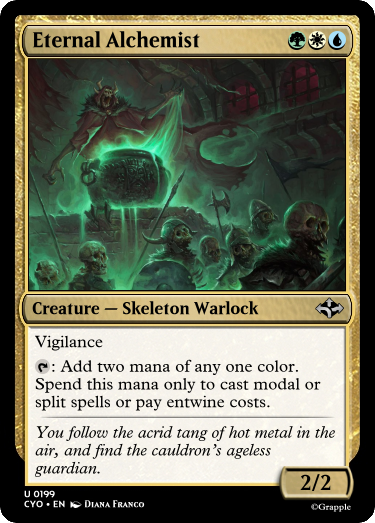 Eternal Alchemist
Creature — Skeleton Warlock
Vigilance
: Add two mana of any one color.
Spend this mana only to cast modal or
split spells or pay entwine costs.
You follow the acrid tang of hot metal in the
air, and find the cauldron's ageless
guardian.
2/2
U 0199
CYO • EN Diana Franco
©Grapple